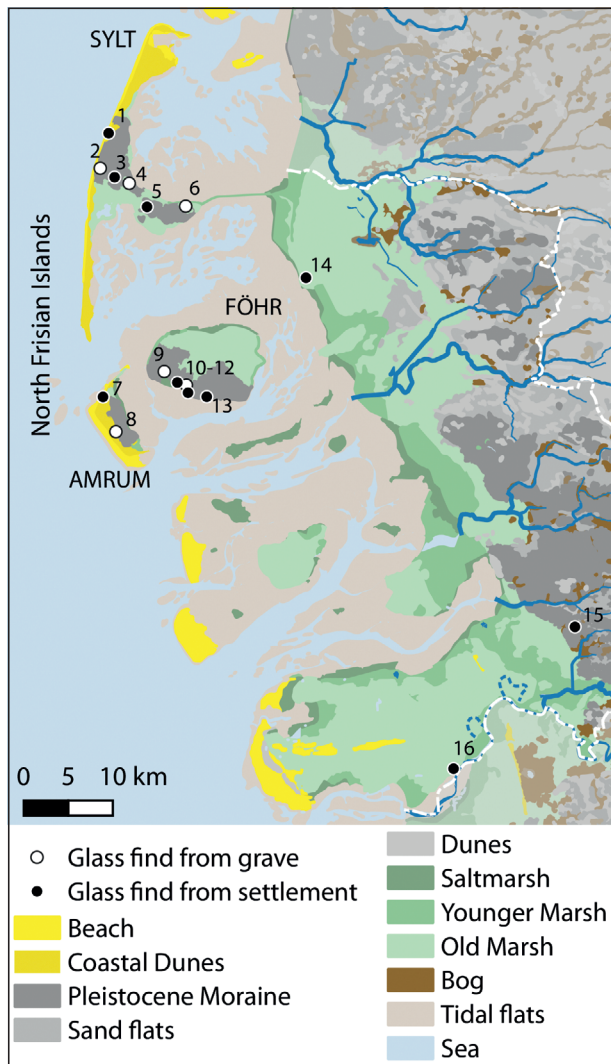 SYLT
1
2
3
4
5
6
14
North Frisian Islands
FÖHR
9
10-12
13
7
8
AMRUM
15
16
0 5 10 km
Glass find from grave
Glass find from settlement
Beach
Coastal Dunes
Pleistocene Moraine
Sand flats
Dunes
Saltmarsh
Younger Marsh
Old Marsh
Bog
Tidal flats
Sea